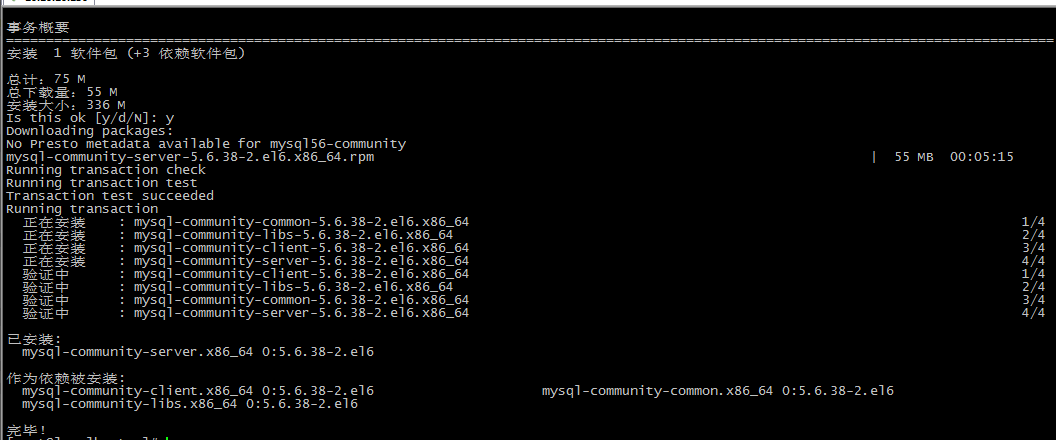 事务概要
================================================================================
安装  1 软件包 (+3 依赖软件包)
总计：75 M
总下载量：55 M
安装大小：336 M
Is this ok [y/d/N]: y
Downloading packages:
No Presto metadata available for mysql56-community
mysql-community-server-5.6.38-2.el6.x86_64.rpm | 55 MB 00:05:15
Running transaction check
Running transaction test
Transaction test succeeded
Running transaction
正在安装 : mysql-community-common-5.6.38-2.el6.x86_64 1/4
正在安装 : mysql-community-libs-5.6.38-2.el6.x86_64 2/4
正在安装 : mysql-community-client-5.6.38-2.el6.x86_64 3/4
正在安装 : mysql-community-server-5.6.38-2.el6.x86_64 4/4
验证中 : mysql-community-client-5.6.38-2.el6.x86_64 1/4
验证中 : mysql-community-libs-5.6.38-2.el6.x86_64 2/4
验证中 : mysql-community-common-5.6.38-2.el6.x86_64 3/4
验证中 : mysql-community-server-5.6.38-2.el6.x86_64 4/4
已安装:
mysql-community-server.x86_64 0:5.6.38-2.el6
作为依赖被安装:
mysql-community-client.x86_64 0:5.6.38-2.el6 mysql-community-common.x86_64 0:5.6.38-2.el6
mysql-community-libs.x86_64 0:5.6.38-2.el6
完毕！